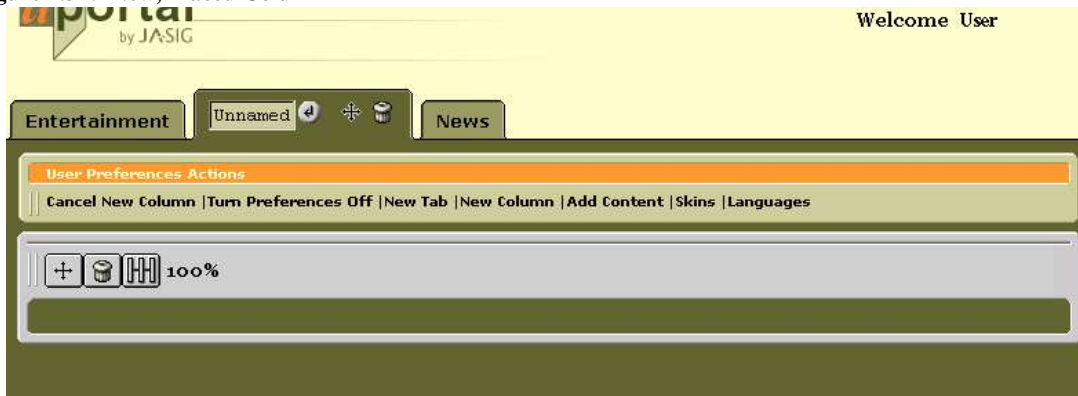 uportal
by JA-SIG
Welcome User
Entertainment
Unnamed
News
User Preferences Actions
Cancel New Column |Turn Preferences Off |New Tab |New Column |Add Content |Skins |Languages
100%